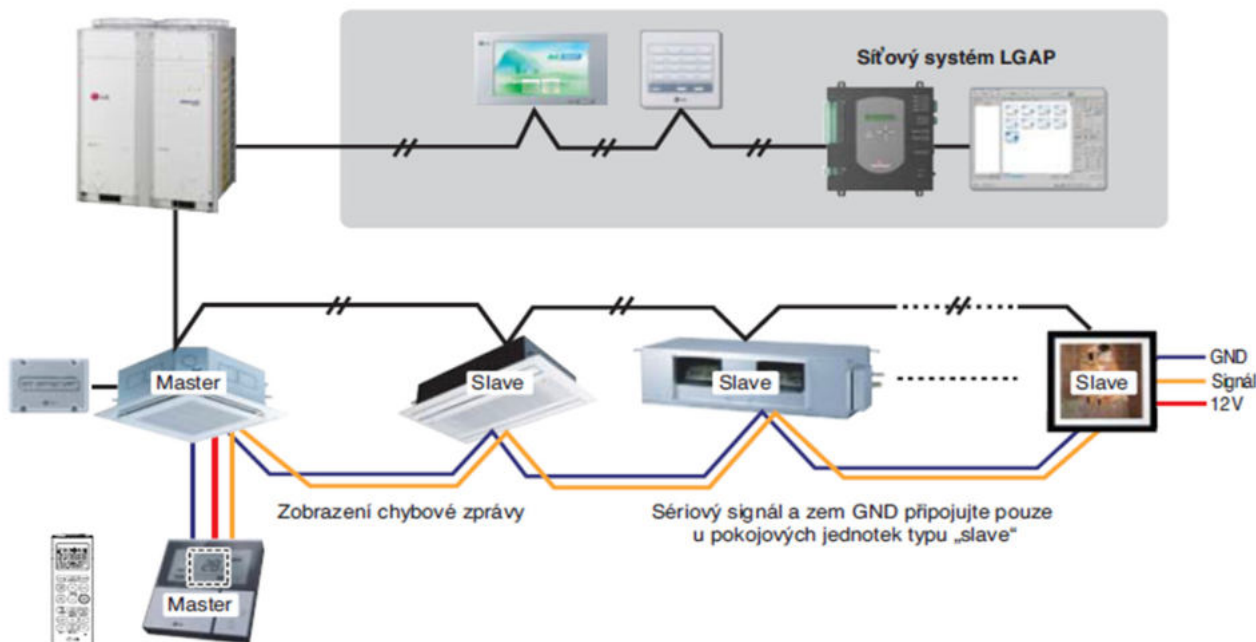 Síťový systém LGAP
Master
Slave
Slave
Slave
GND
Signál
12 V
Zobrazení chybové zprávy
Sériový signál a zem GND připojujte pouze
u pokojových jednotek typu „slave“
Master